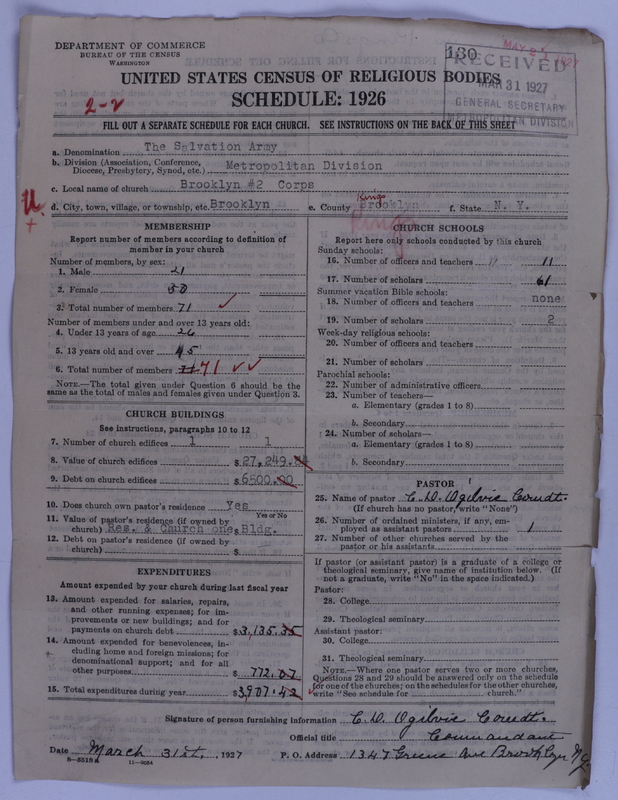 DEPARTMENT OF COMMERCE
BUREAU OF THE CENSUS
WASHINGTON
130
MAY 25 1927
RECEIVED
MAR 31 1927
GENERAL SECRETARY
METROPOLITAN DIVISION
UNITED STATES CENSUS OF RELIGIOUS BODIES
2-2
SCHEDULE: 1926
FILL OUT A SEPARATE SCHEDULE FOR EACH CHURCH. SEE INSTRUCTIONS ON THE BACK OF THIS SHEET
a. Denomination The Salvation Army
b. Division (Association, Conference, Diocese, Presbytery, Synod, etc.) Metropolitan Division
c. Local name of church Brooklyn #2 Corps
d. City, town, village, or township, etc. Brooklyn e. County Brooklyn Kings f. State N. Y.
Kings
MEMBERSHIP
Report number of members according to definition of
member in your church
Number of members, by sex:
1. Male 21
2. Female 50
3. Total number of members 71
Number of members under and over 13 years old:
4. Under 13 years of age 26
5. 13 years old and over 45
6. Total number of members 71 71
NOTE.—The total given under Question 6 should be the
same as the total of males and females given under Question 3.
CHURCH BUILDINGS
See instructions, paragraphs 10 to 12
7. Number of church edifices 1 1
8. Value of church edifices $27,249.
9. Debt on church edifices $6500.00
10. Does church own pastor's residence? Yes
Yes or No
11. Value of pastor's residence (if owned by
church) Res. & Church one $ Bldg.
12. Debt on pastor's residence (if owned by
church) $
EXPENDITURES
Amount expended by your church during last fiscal year
13. Amount expended for salaries, repairs,
and other running expenses; for im-
provements or new buildings; and for
payments on church debt $3,135.35
14. Amount expended for benevolences, in-
cluding home and foreign missions; for
denominational support; and for all
other purposes $ 772.07
15. Total expenditures during year $3,907.42
CHURCH SCHOOLS
Report here only schools conducted by this church
Sunday schools:
16. Number of officers and teachers 11 11
17. Number of scholars 61
Summer vacation Bible schools:
18. Number of officers and teachers none
19. Number of scholars 2
Week-day religious schools:
20. Number of officers and teachers
21. Number of scholars
Parochial schools:
22. Number of administrative officers
23. Number of teachers—
a. Elementary (grades 1 to 8)
b. Secondary
24. Number of scholars—
a. Elementary (grades 1 to 8)
b. Secondary
PASTOR
25. Name of pastor C. D. Ogilvie Comdt.
(If church has no pastor, write "None")
26. Number of ordained ministers, if any, em-
ployed as assistant pastors 1
27. Number of other churches served by the
pastor or his assistants
If pastor (or assistant pastor) is a graduate of a college or
theological seminary, give name of institution below. (If
not a graduate, write "No" in the space indicated.)
Pastor:
28. College
29. Theological seminary
Assistant pastor:
30. College
31. Theological seminary
NOTE.—Where one pastor serves two or more churches,
Questions 28 and 29 should be answered only on the schedule
for one of the churches; on the schedules for the other churches,
write "See schedule for church."
Signature of person furnishing information C. D. Ogilvie Comdt.
Official title Commandant
Date March 31st, 1927 P. O. Address 1347 Greene Ave Brooklyn N.Y.
8-5518a 11-9034